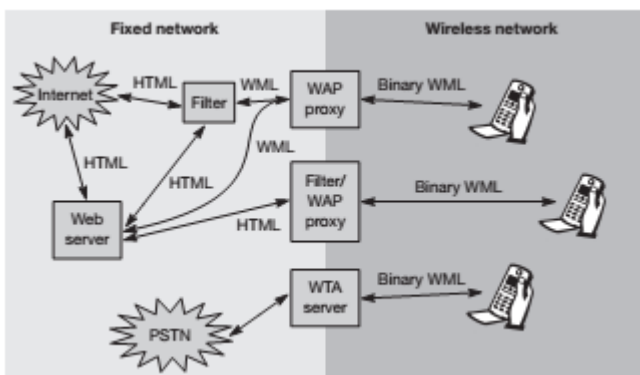 Fixed network
Wireless network
Internet
HTML
Filter
WML
WAP
proxy
Binary WML
HTML
HTML
WML
Web
server
HTML
Filter/
WAP
proxy
Binary WML
WTA
server
Binary WML
PSTN